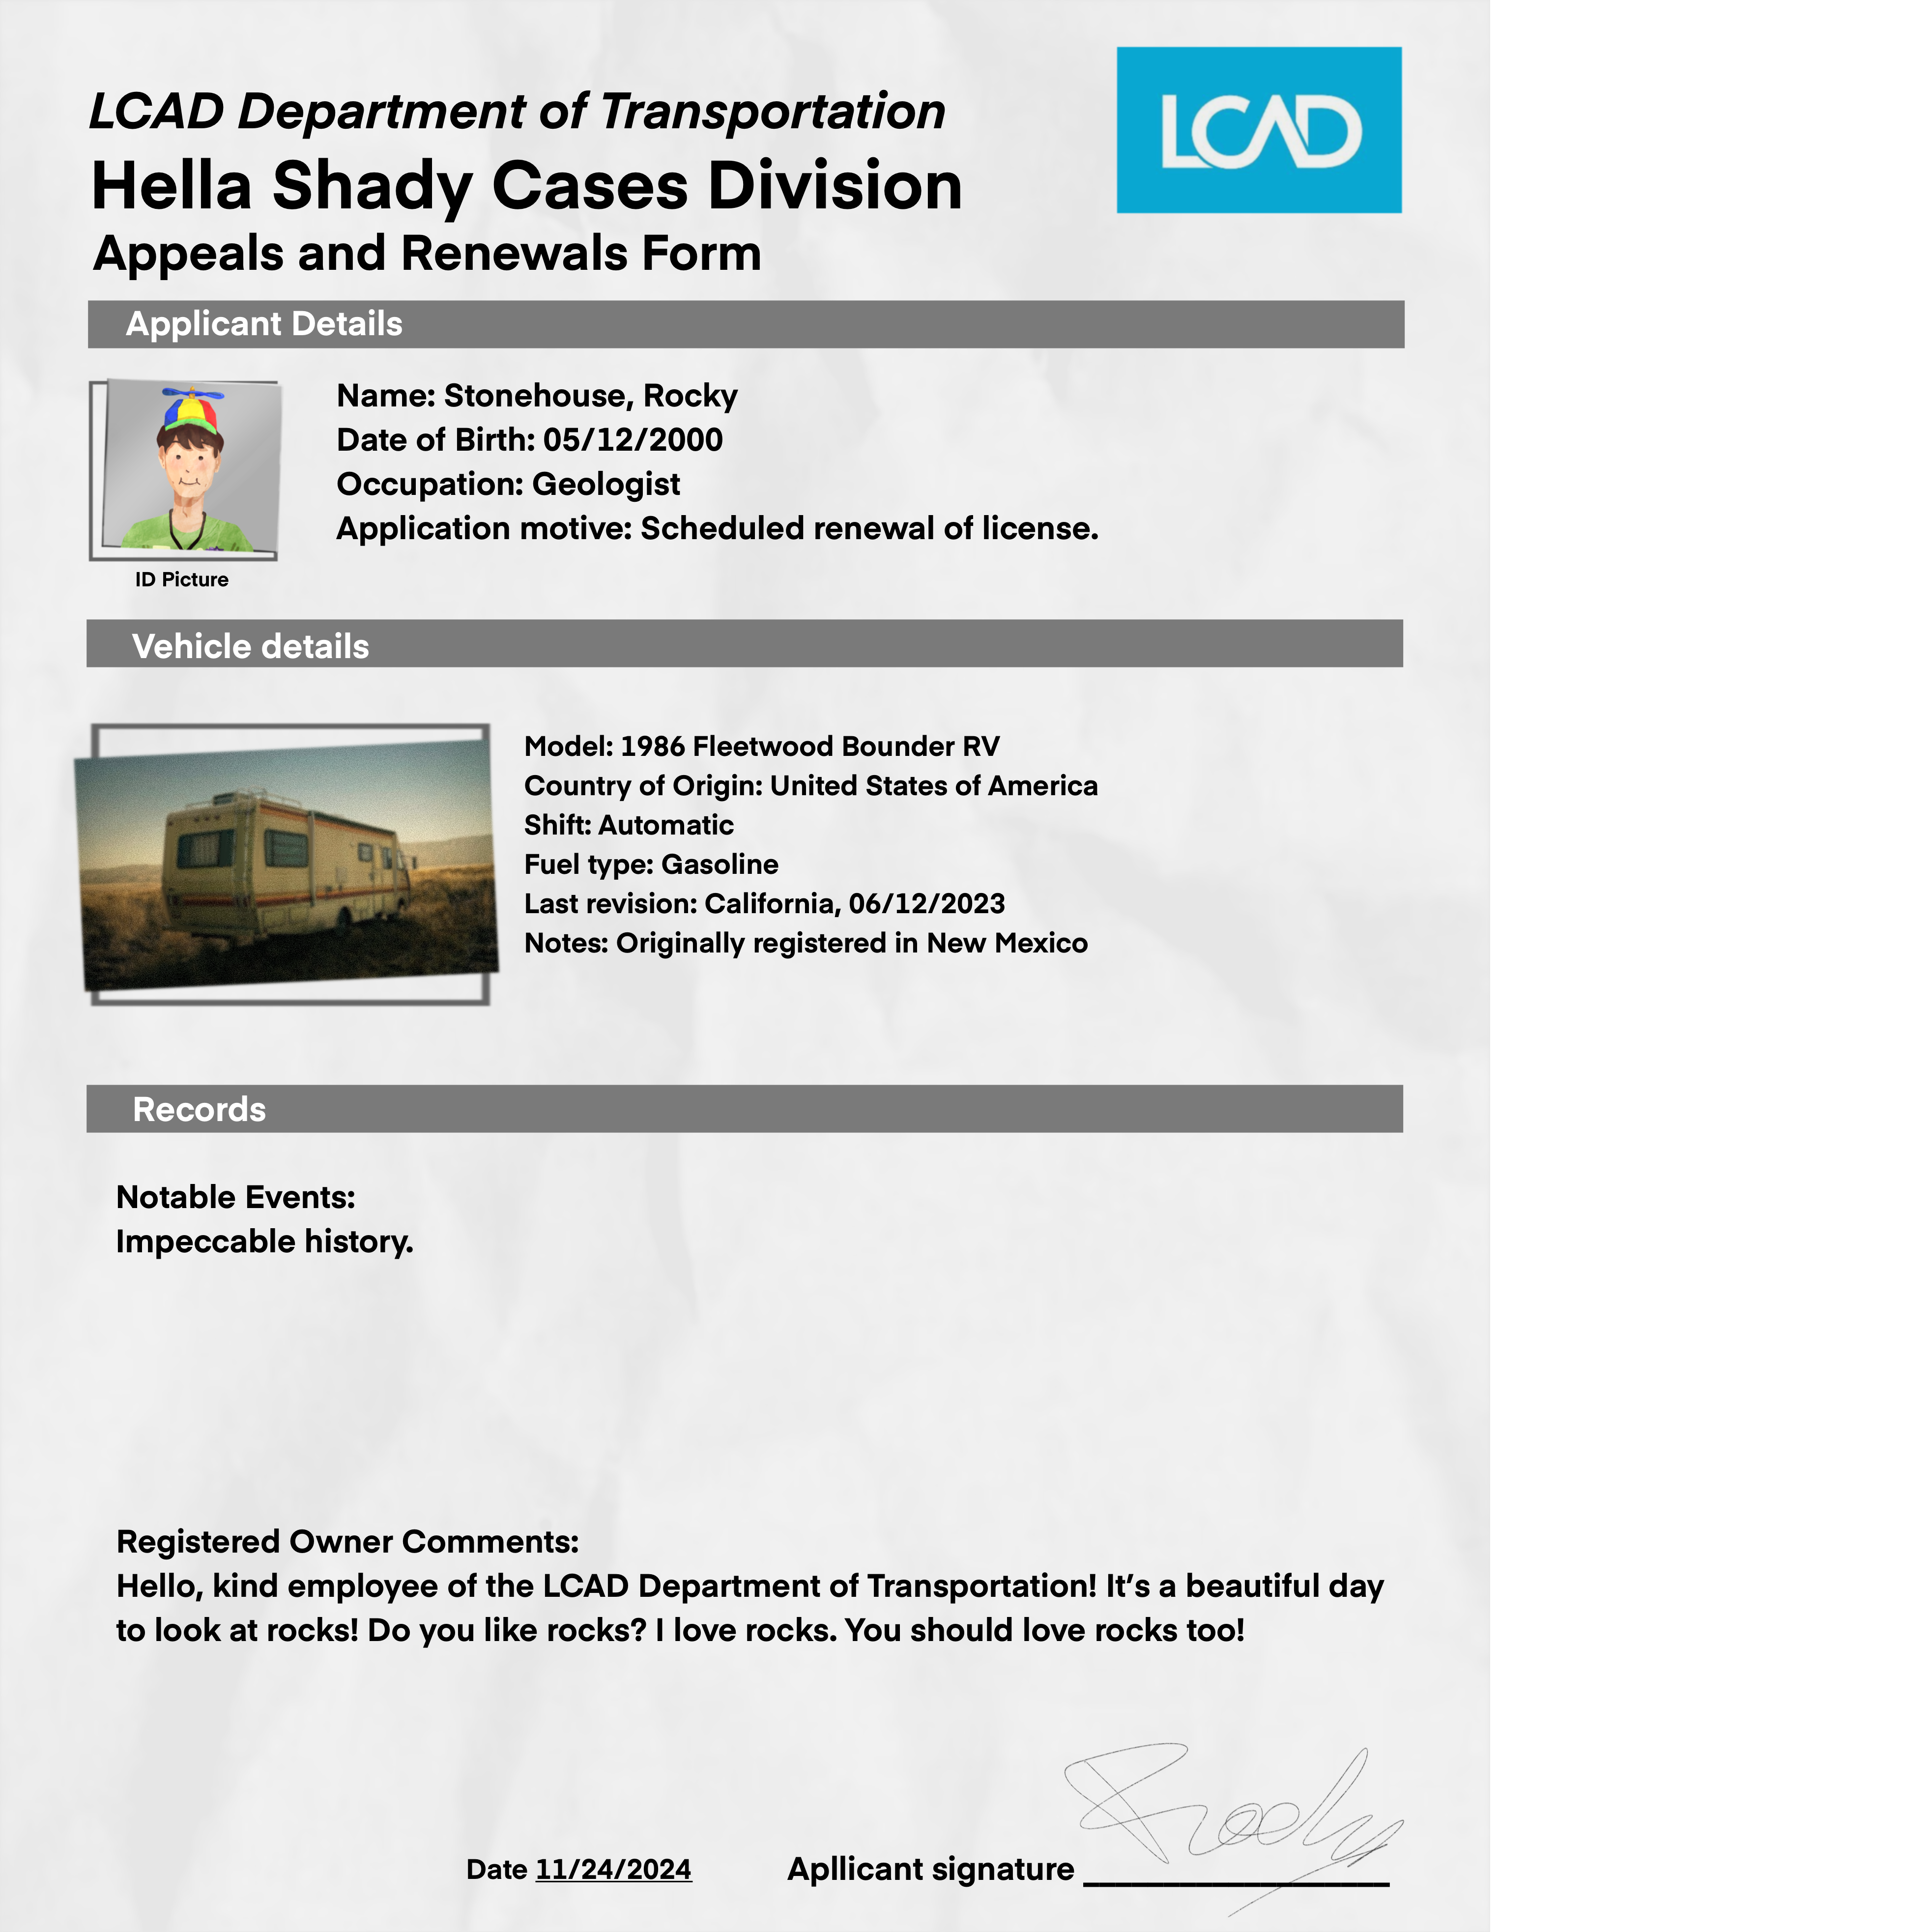 LCAD Department of Transportation
LCAD
Hella Shady Cases Division
Appeals and Renewals Form
Applicant Details
Name: Stonehouse, Rocky
Date of Birth: 05/12/2000
Occupation: Geologist
Application motive: Scheduled renewal of license.
ID Picture
Vehicle details
Model: 1986 Fleetwood Bounder RV
Country of Origin: United States of America
Shift: Automatic
Fuel type: Gasoline
Last revision: California, 06/12/2023
Notes: Originally registered in New Mexico
Records
Notable Events:
Impeccable history.
Registered Owner Comments:
Hello, kind employee of the LCAD Department of Transportation! It’s a beautiful day
to look at rocks! Do you like rocks? I love rocks. You should love rocks too!
Rocky
Date 11/24/2024 Apllicant signature